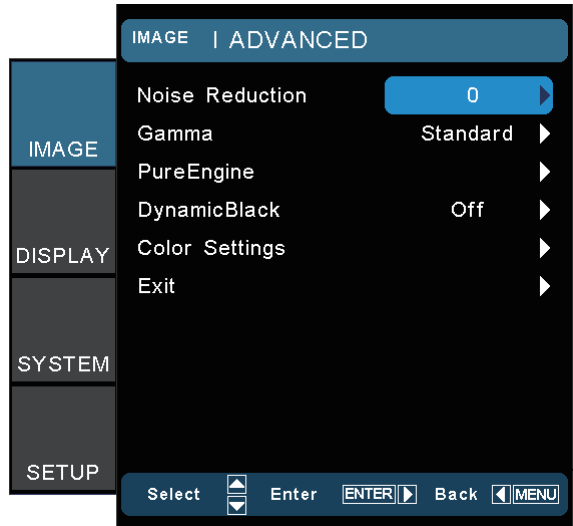 IMAGE | ADVANCED
Noise Reduction 0
Gamma Standard
IMAGE
PureEngine
DynamicBlack Off
Color Settings
DISPLAY
Exit
SYSTEM
SETUP
Select Enter ENTER Back MENU